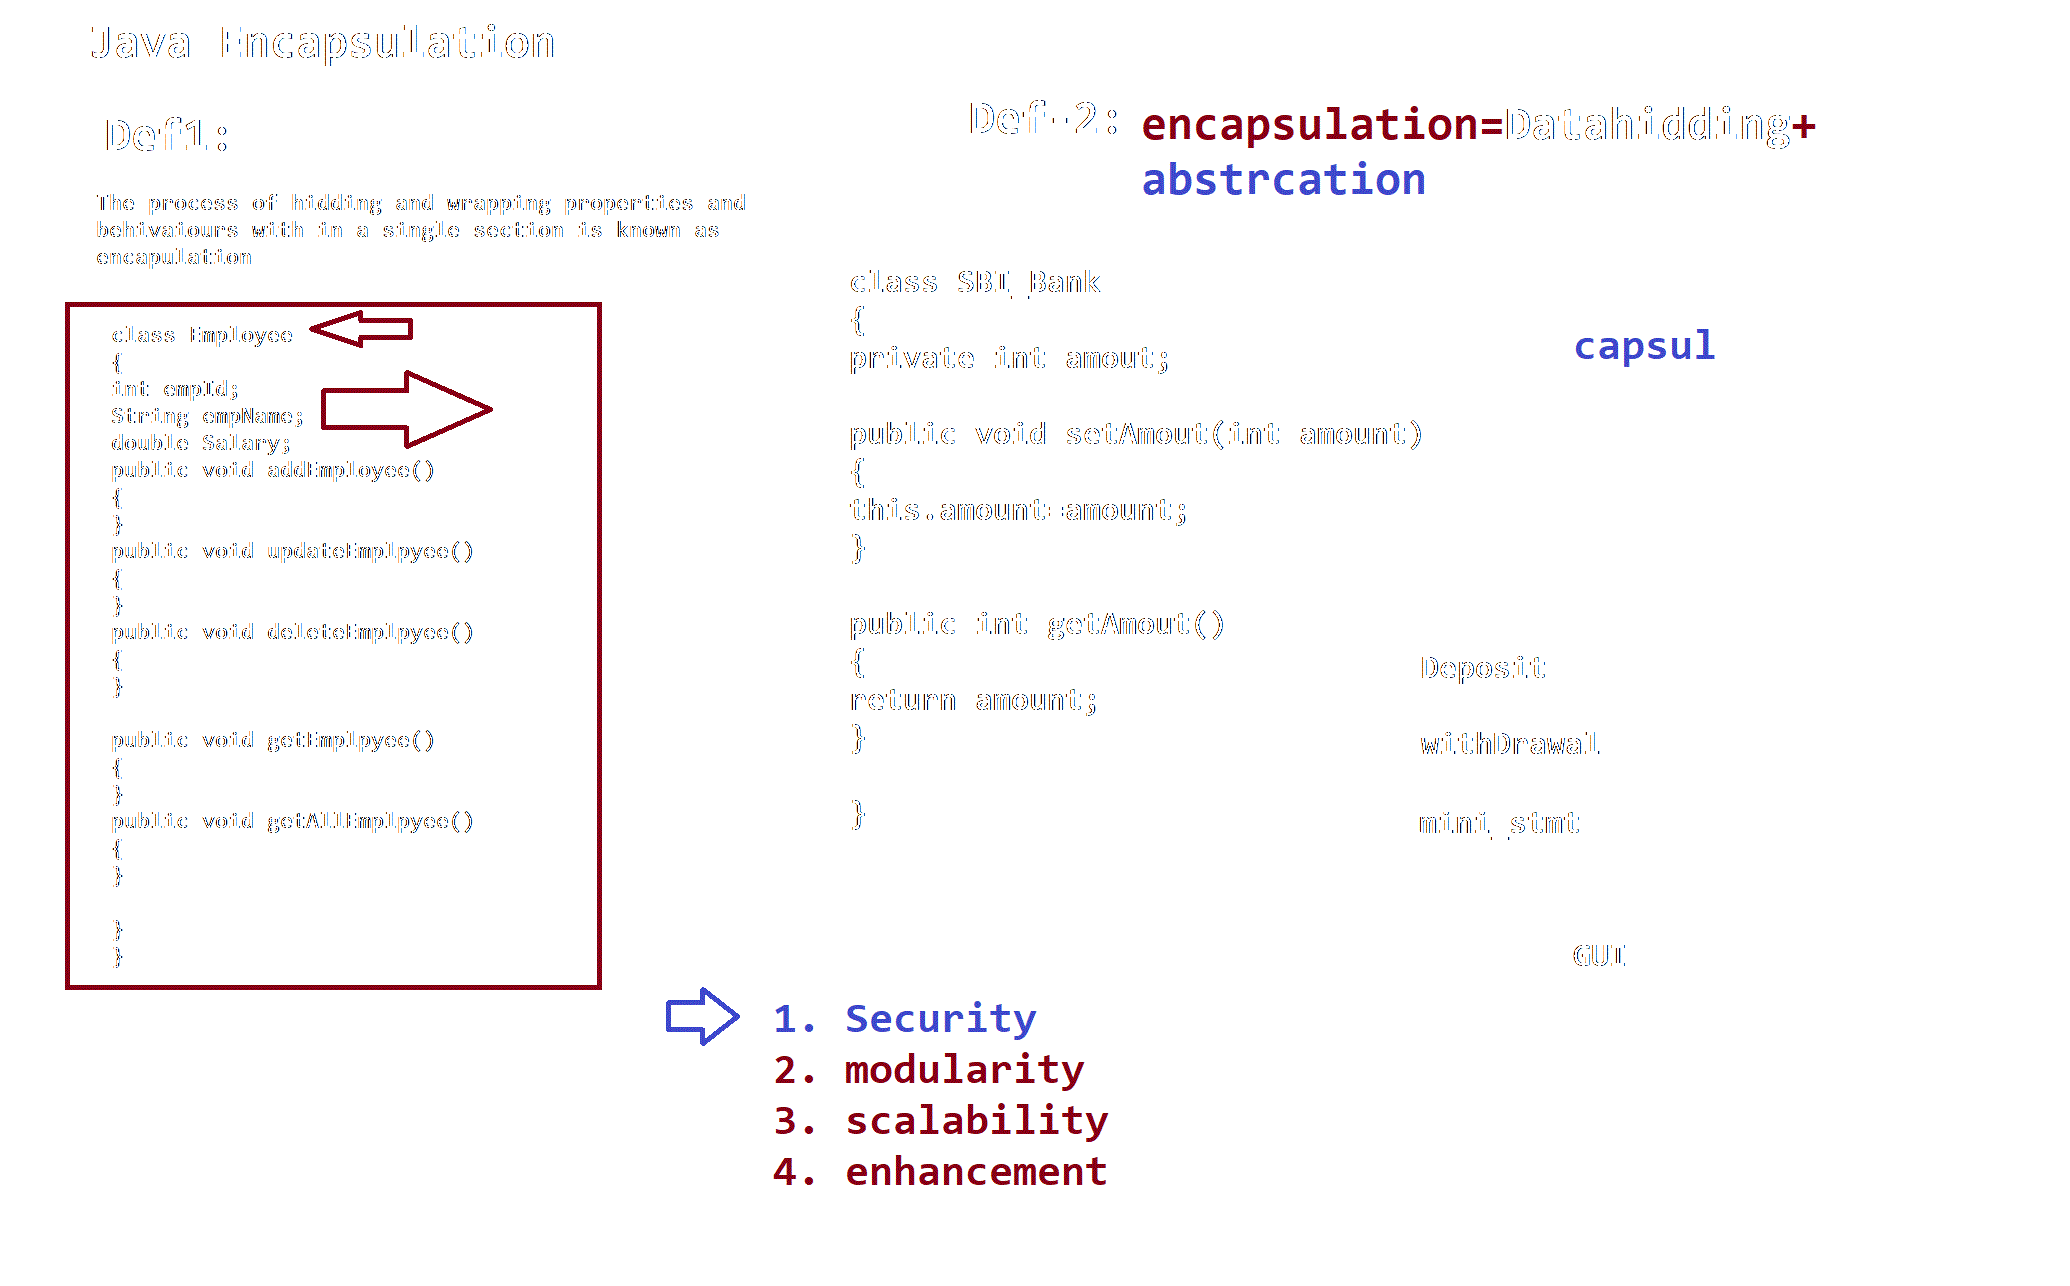 Java Encapsulation
Def1:
The process of hidding and wrapping properties and
behivaiours with in a single section is known as
encapulation
class Employee
{
int empId;
String empName;
double Salary;
public void addEmployee()
{
}
public void updateEmplpyee()
{
}
public void deleteEmplpyee()
{
}
public void getEmplpyee()
{
}
public void getAllEmplpyee()
{
}
}
}
Def-2: encapsulation=Datahidding+
abstrcation
class SBI_Bank
{
private int amout;
public void setAmout(int amount)
{
this.amount=amount;
}
public int getAmout()
{
return amount;
}
}
capsul
Deposit
withDrawal
mini_stmt
GUI
1. Security
2. modularity
3. scalability
4. enhancement